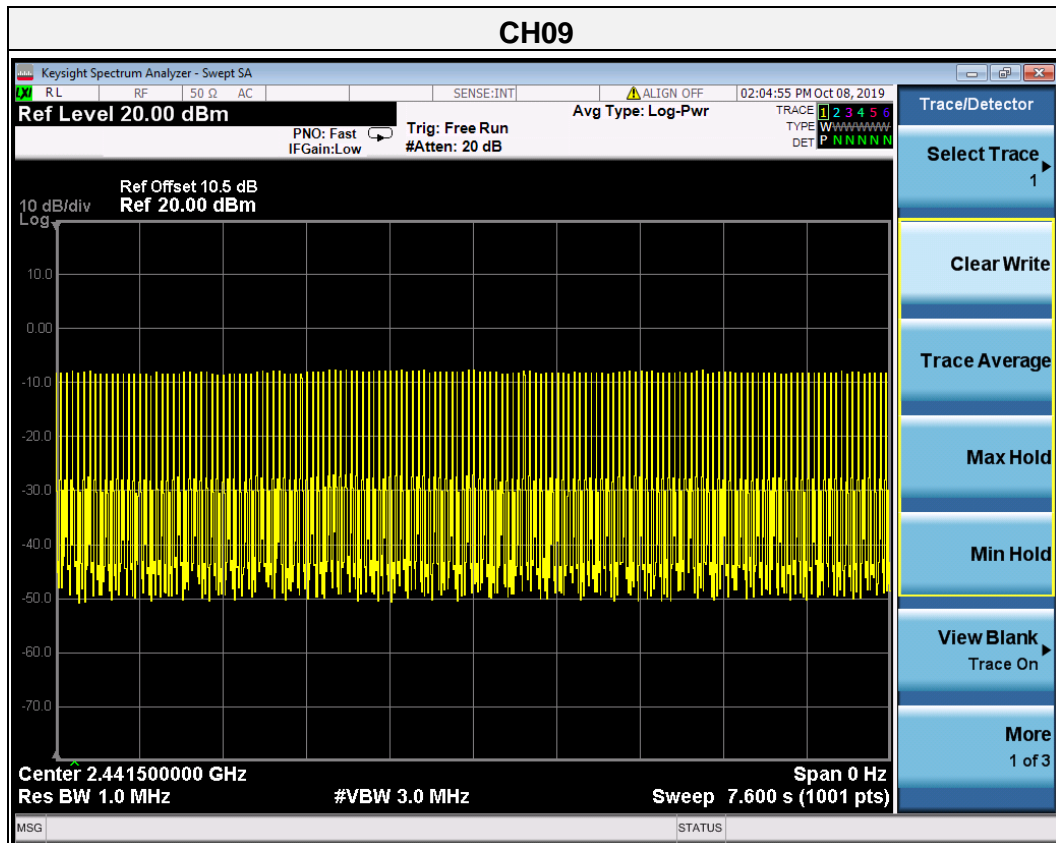 CH09
Keysight Spectrum Analyzer - Swept SA
LXI RL RF 50 Ω AC SENSE:INT ALIGN OFF 02:04:55 PM Oct 08, 2019
Ref Level 20.00 dBm
PNO: Fast
IFGain:Low
Trig: Free Run
#Atten: 20 dB
Avg Type: Log-Pwr
TRACE 1 2 3 4 5 6
TYPE WWWWWW
DET P N N N N N
Ref Offset 10.5 dB
10 dB/div Ref 20.00 dBm
Log
10.0
0.00
-10.0
-20.0
-30.0
-40.0
-50.0
-60.0
-70.0
Center 2.441500000 GHz Span 0 Hz
Res BW 1.0 MHz #VBW 3.0 MHz Sweep 7.600 s (1001 pts)
MSG STATUS
Trace/Detector
Select Trace
1
Clear Write
Trace Average
Max Hold
Min Hold
View Blank
Trace On
More
1 of 3